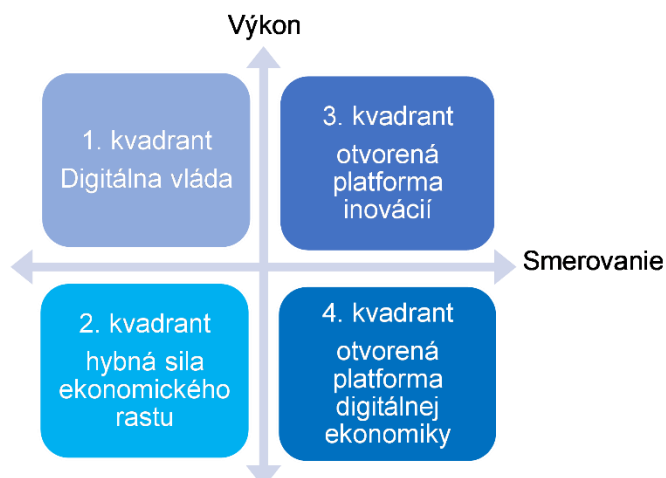 Výkon
1. kvadrant
Digitálna vláda
3. kvadrant
otvorená
platforma
inovácií
Smerovanie
2. kvadrant
hybná sila
ekonomického
rastu
4. kvadrant
otvorená
platforma
digitálnej
ekonomiky